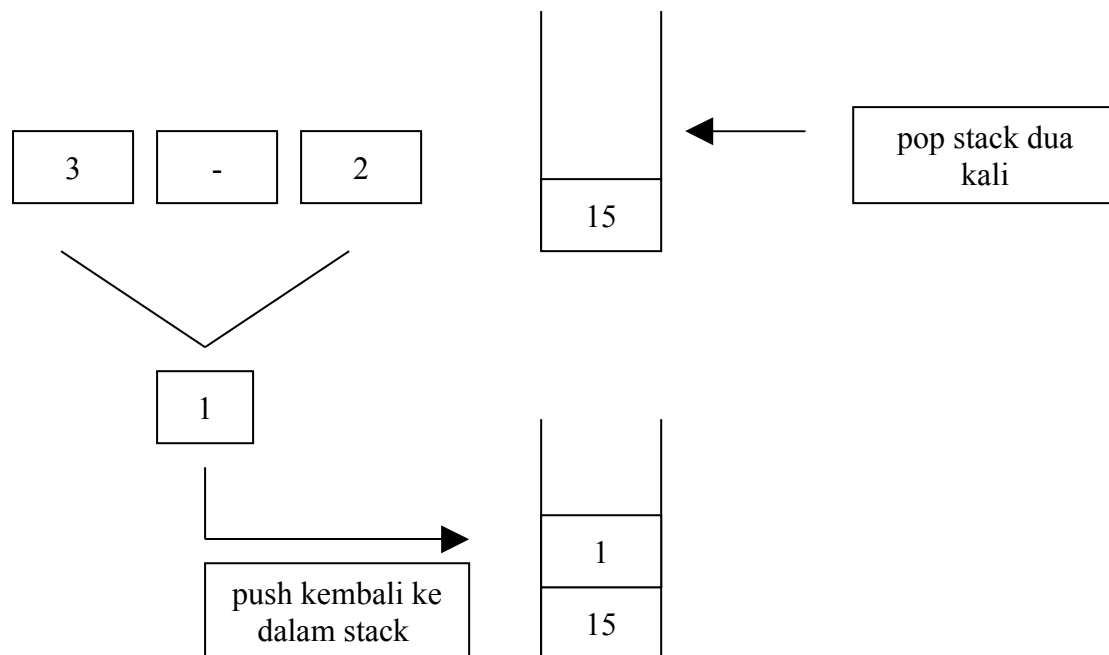 3 - 2
15
pop stack dua
kali
1
push kembali ke
dalam stack
1
15